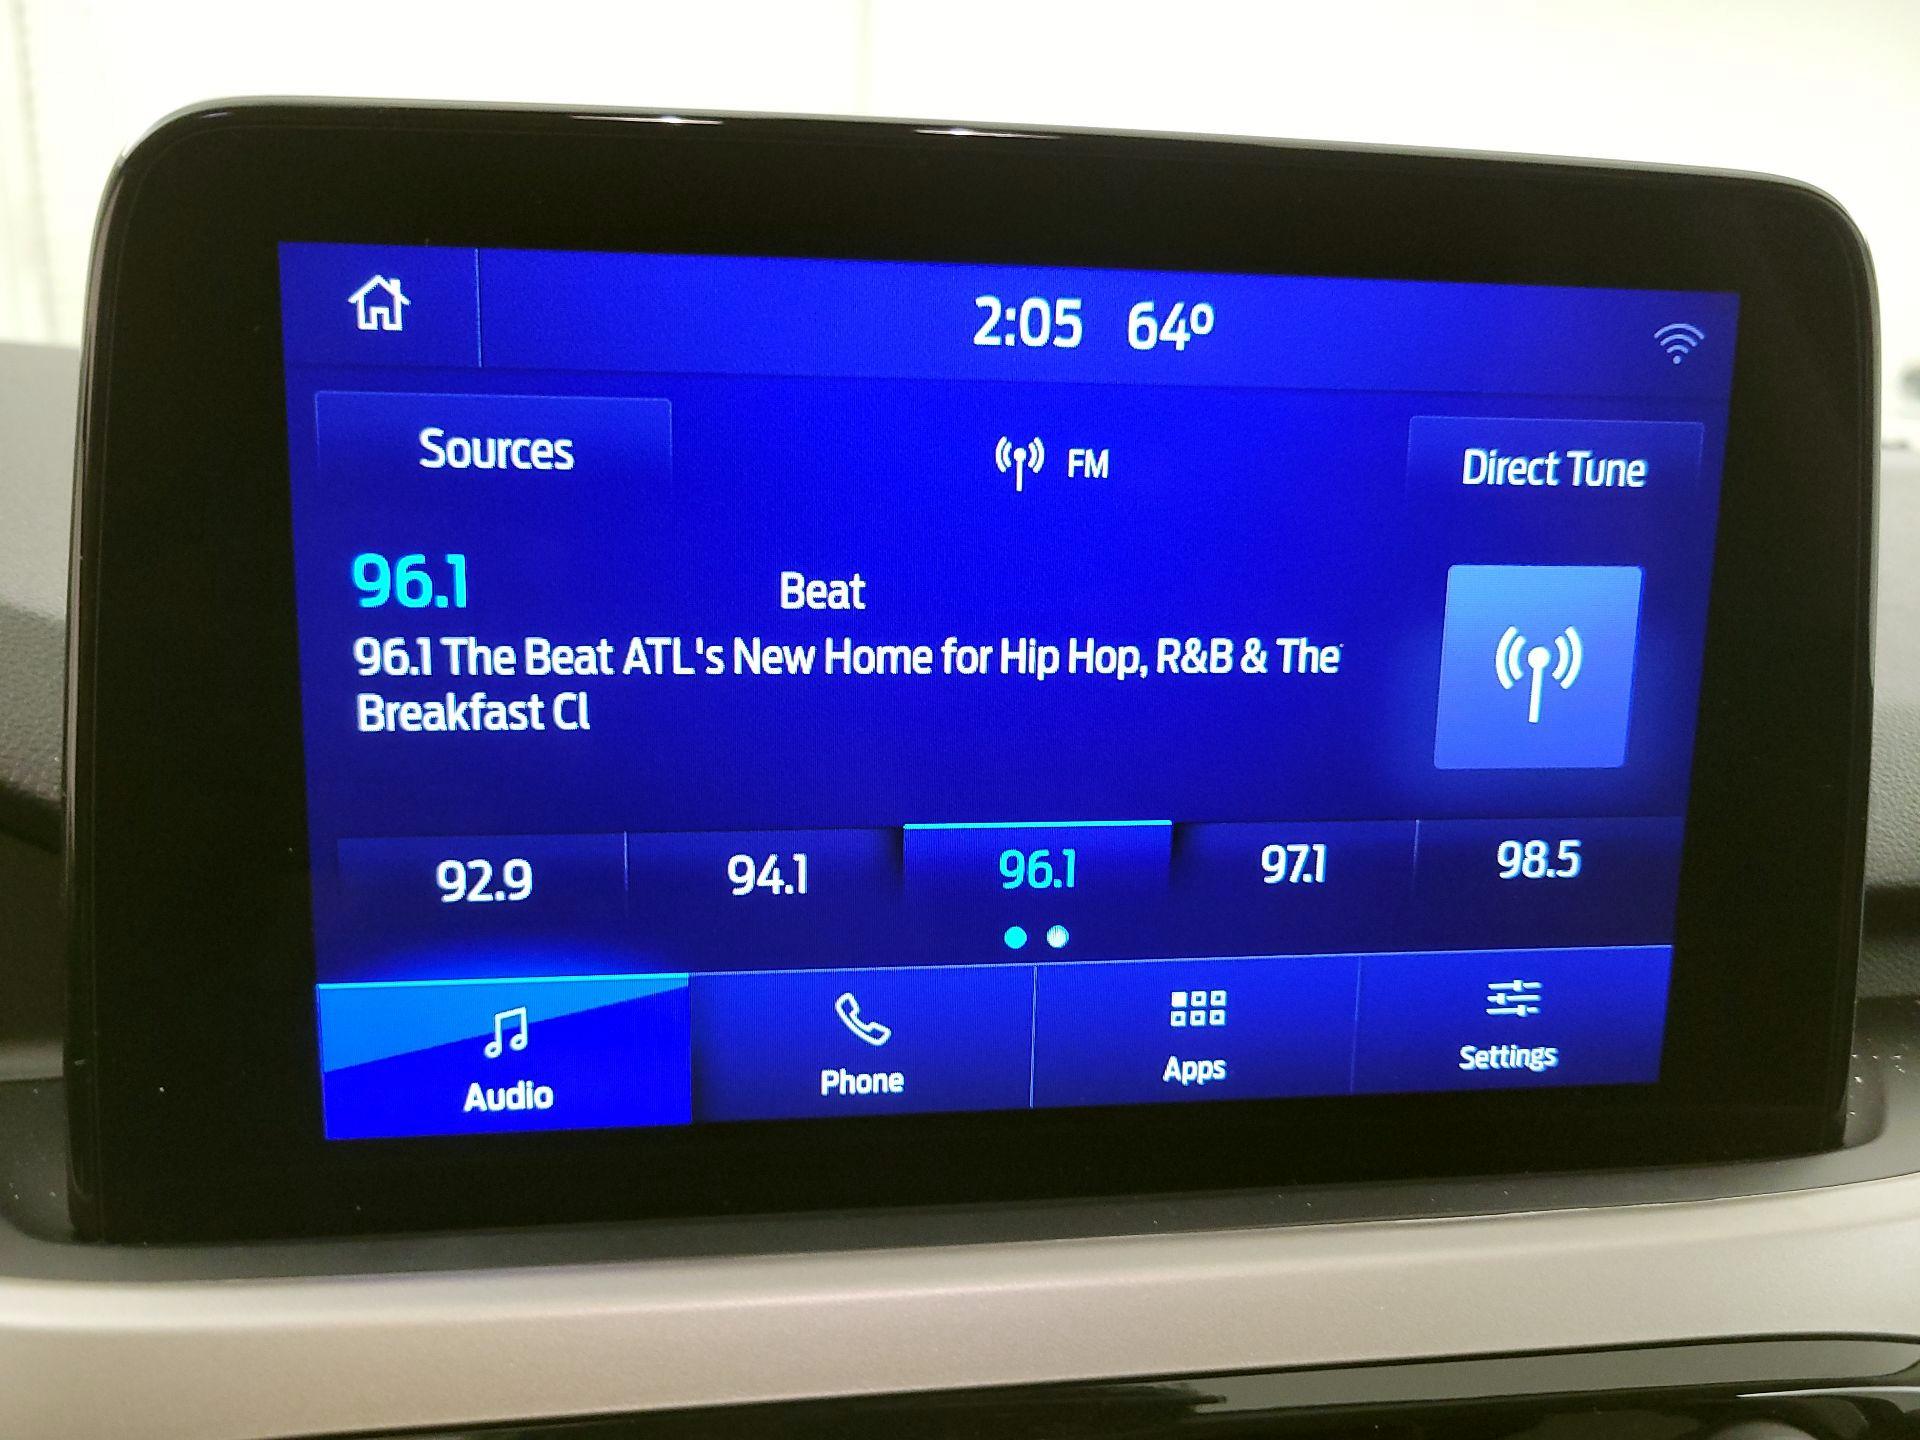 2:05 64º
Sources
FM
Direct Tune
96.1
Beat
96.1 The Beat ATL's New Home for Hip Hop, R&B & The
Breakfast Cl
92.9
94.1
96.1
97.1
98.5
Audio
Phone
Apps
Settings